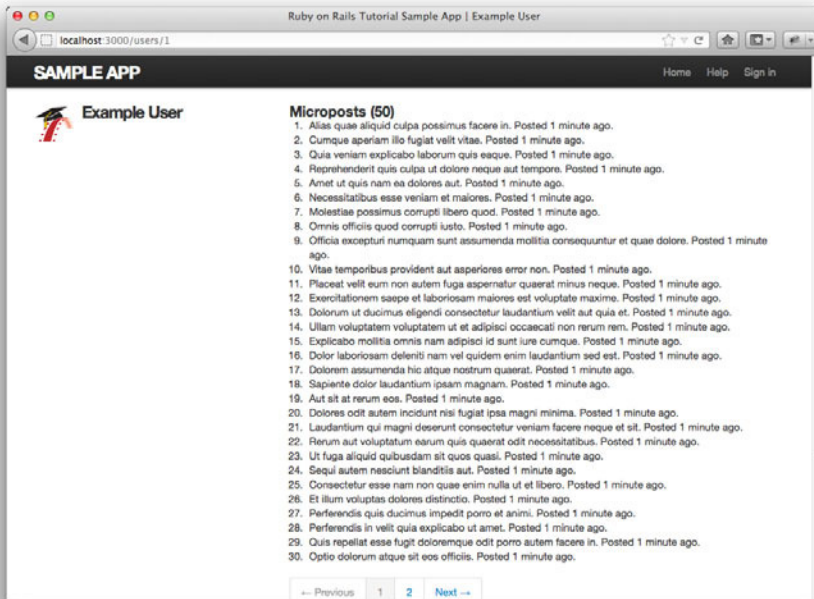 Ruby on Rails Tutorial Sample App | Example User
localhost:3000/users/1
SAMPLE APP
Home Help Sign in
Example User
Microposts (50)
1. Alias quae aliquid culpa possimus facere in. Posted 1 minute ago.
2. Cumque aperiam illo fugiat velit vitae. Posted 1 minute ago.
3. Quia veniam explicabo laborum quis eaque. Posted 1 minute ago.
4. Reprehenderit quis culpa ut dolore neque aut tempore. Posted 1 minute ago.
5. Amet ut quis nam ea dolores aut. Posted 1 minute ago.
6. Necessitatibus esse veniam et maiores. Posted 1 minute ago.
7. Molestiae possimus corrupti libero quod. Posted 1 minute ago.
8. Omnis officiis quod corrupti iusto. Posted 1 minute ago.
9. Officia excepturi numquam sunt assumenda mollitia consequuntur et quae dolore. Posted 1 minute
ago.
10. Vitae temporibus provident aut asperiores error non. Posted 1 minute ago.
11. Placeat velit eum non autem fuga aspernatur quaerat minus neque. Posted 1 minute ago.
12. Exercitationem saepe et laboriosam maiores est voluptate maxime. Posted 1 minute ago.
13. Dolorum ut ducimus eligendi consectetur laudantium velit aut quia et. Posted 1 minute ago.
14. Ullam voluptatem voluptatem ut et adipisci occaecati non rerum rem. Posted 1 minute ago.
15. Explicabo mollitia omnis nam adipisci id sunt iure cumque. Posted 1 minute ago.
16. Dolor laboriosam deleniti nam vel quidem enim laudantium sed est. Posted 1 minute ago.
17. Dolorem assumenda hic atque nostrum quaerat. Posted 1 minute ago.
18. Sapiente dolor laudantium ipsam magnam. Posted 1 minute ago.
19. Aut sit at rerum eos. Posted 1 minute ago.
20. Dolores odit autem incidunt nisi fugiat ipsa magni minima. Posted 1 minute ago.
21. Laudantium qui magni deserunt consectetur veniam facere neque et sit. Posted 1 minute ago.
22. Rerum aut voluptatum earum quis quaerat odit necessitatibus. Posted 1 minute ago.
23. Ut fuga aliquid quibusdam sit quos quasi. Posted 1 minute ago.
24. Sequi autem nesciunt blanditiis aut. Posted 1 minute ago.
25. Consectetur esse nam non quae enim nulla ut et libero. Posted 1 minute ago.
26. Et illum voluptas dolores distinctio. Posted 1 minute ago.
27. Perferendis quis ducimus impedit porro et animi. Posted 1 minute ago.
28. Perferendis in velit quia explicabo ut amet. Posted 1 minute ago.
29. Quis repellat esse fugit doloremque odit porro autem facere in. Posted 1 minute ago.
30. Optio dolorum atque sit eos officiis. Posted 1 minute ago.
← Previous 1 2 Next →